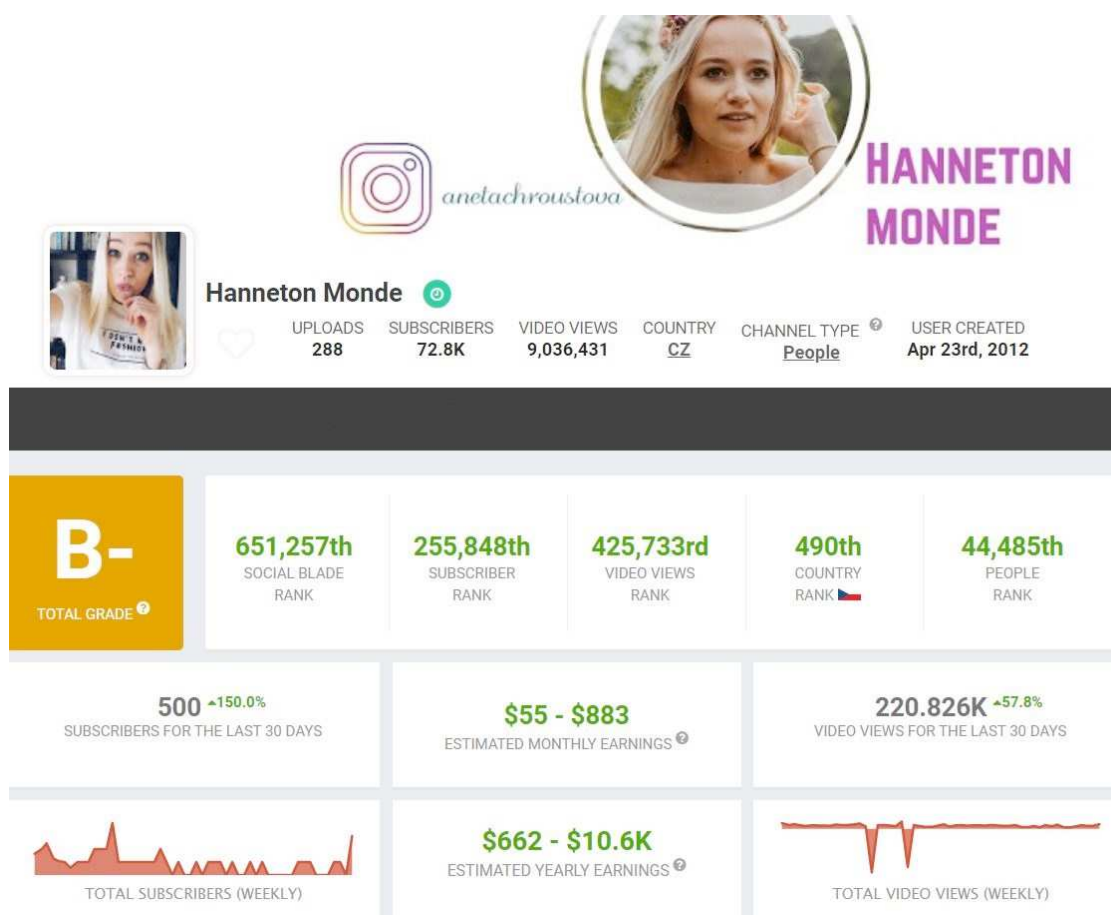 anetachroustova
HANNETON
MONDE
Hanneton Monde
UPLOADS SUBSCRIBERS VIDEO VIEWS COUNTRY CHANNEL TYPE USER CREATED
288 72.8K 9,036,431 CZ People Apr 23rd, 2012
B-
TOTAL GRADE
651,257th 255,848th 425,733rd 490th 44,485th
SOCIAL BLADE SUBSCRIBER VIDEO VIEWS COUNTRY PEOPLE
RANK RANK RANK RANK RANK
500 150.0%
SUBSCRIBERS FOR THE LAST 30 DAYS
$55 - $883
ESTIMATED MONTHLY EARNINGS
220.826K 57.8%
VIDEO VIEWS FOR THE LAST 30 DAYS
TOTAL SUBSCRIBERS (WEEKLY)
$662 - $10.6K
ESTIMATED YEARLY EARNINGS
TOTAL VIDEO VIEWS (WEEKLY)